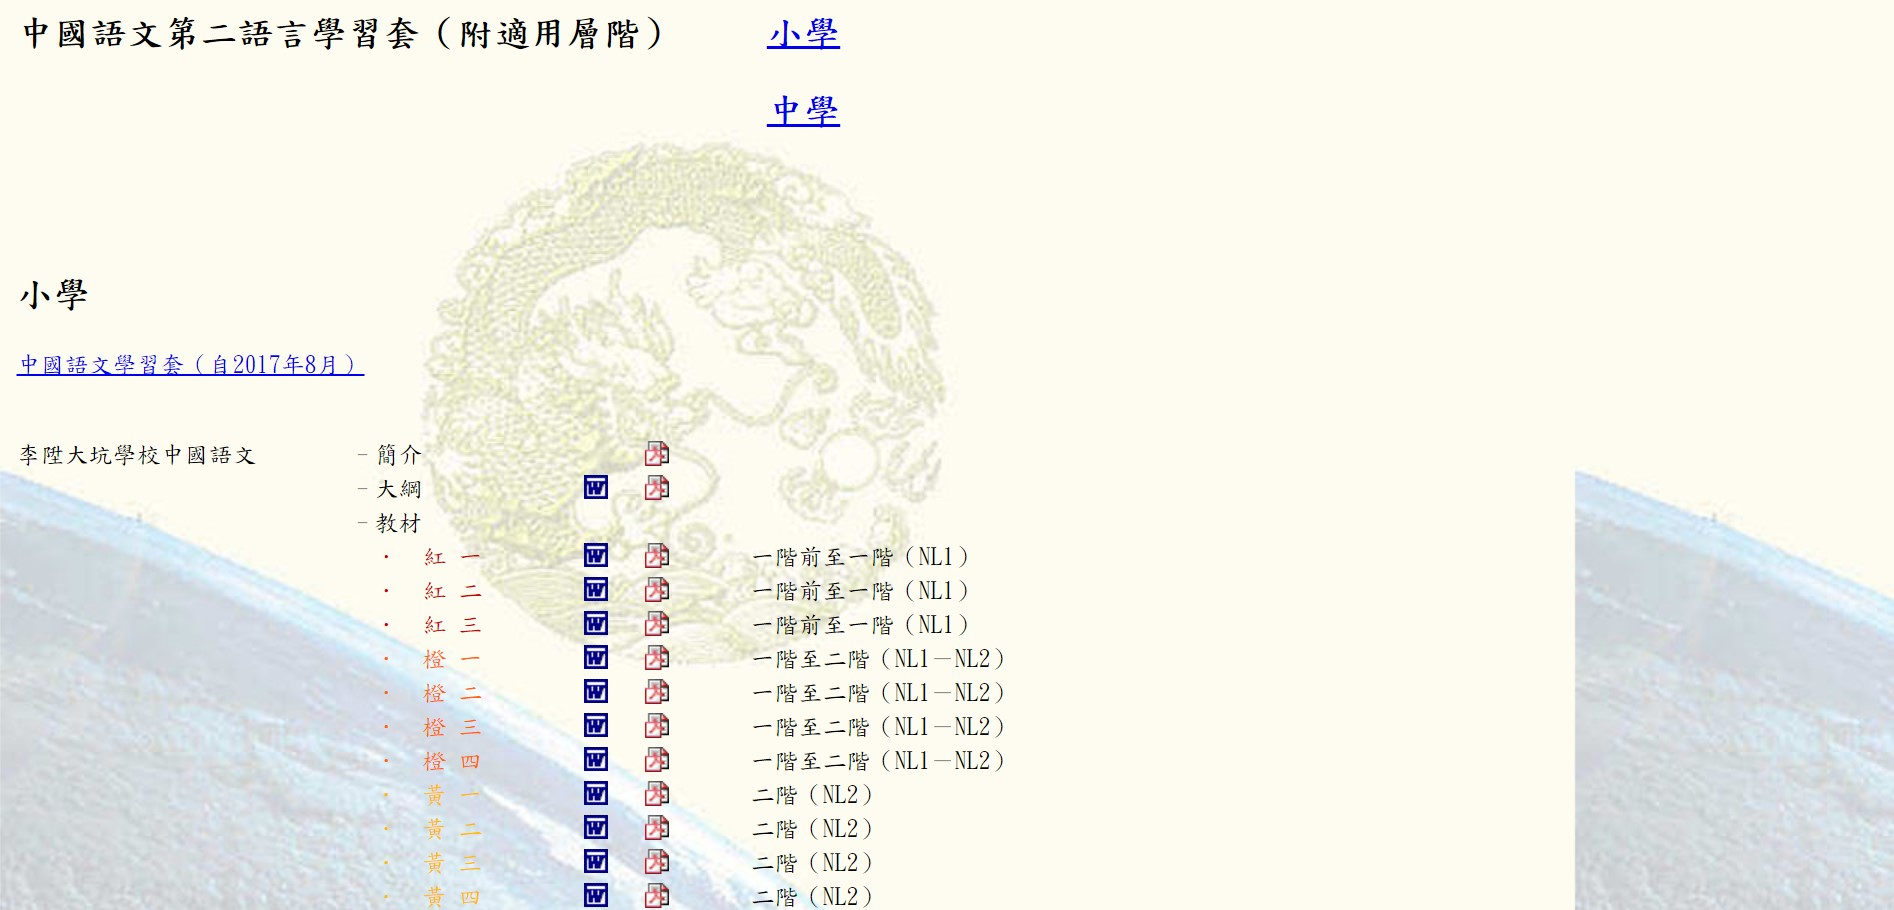 中國語文第二語言學習套（附適用層階） 小學
中學
小學
中國語文學習套（自2017年8月）
李陞大坑學校中國語文 – 簡介
– 大綱
– 教材
· 紅 一 一階前至一階（NL1）
· 紅 二 一階前至一階（NL1）
· 紅 三 一階前至一階（NL1）
· 橙 一 一階至二階（NL1－NL2）
· 橙 二 一階至二階（NL1－NL2）
· 橙 三 一階至二階（NL1－NL2）
· 橙 四 一階至二階（NL1－NL2）
· 黃 一 二階（NL2）
· 黃 二 二階（NL2）
· 黃 三 二階（NL2）
· 黃 四 二階（NL2）